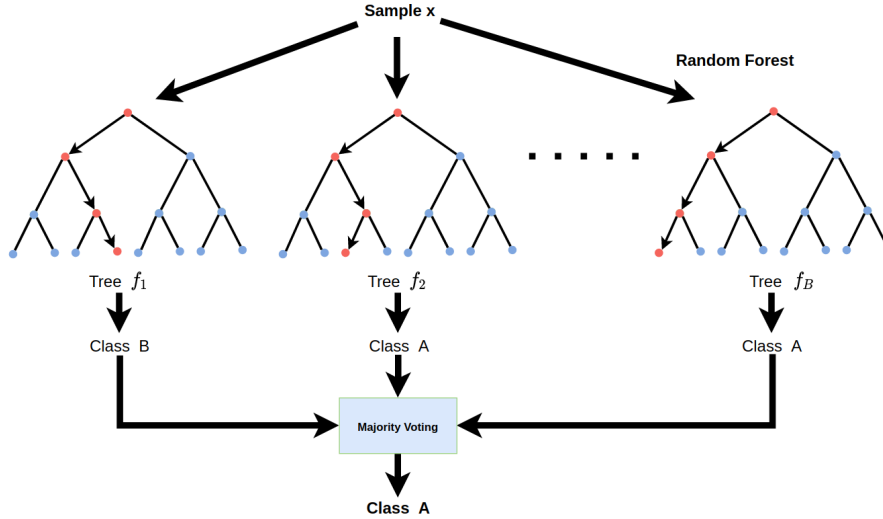 Sample x
Random Forest
Tree f1
Tree f2
Tree fB
Class B
Class A
Class A
Majority Voting
Class A